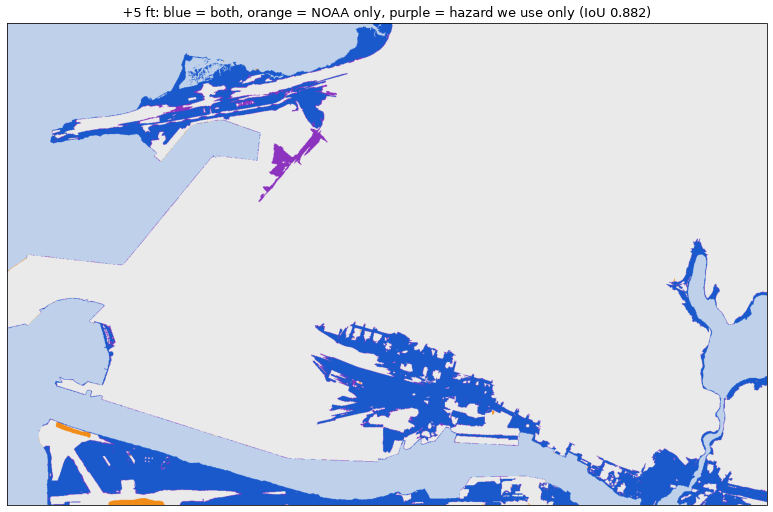 +5 ft: blue = both, orange = NOAA only, purple = hazard we use only (IoU 0.882)